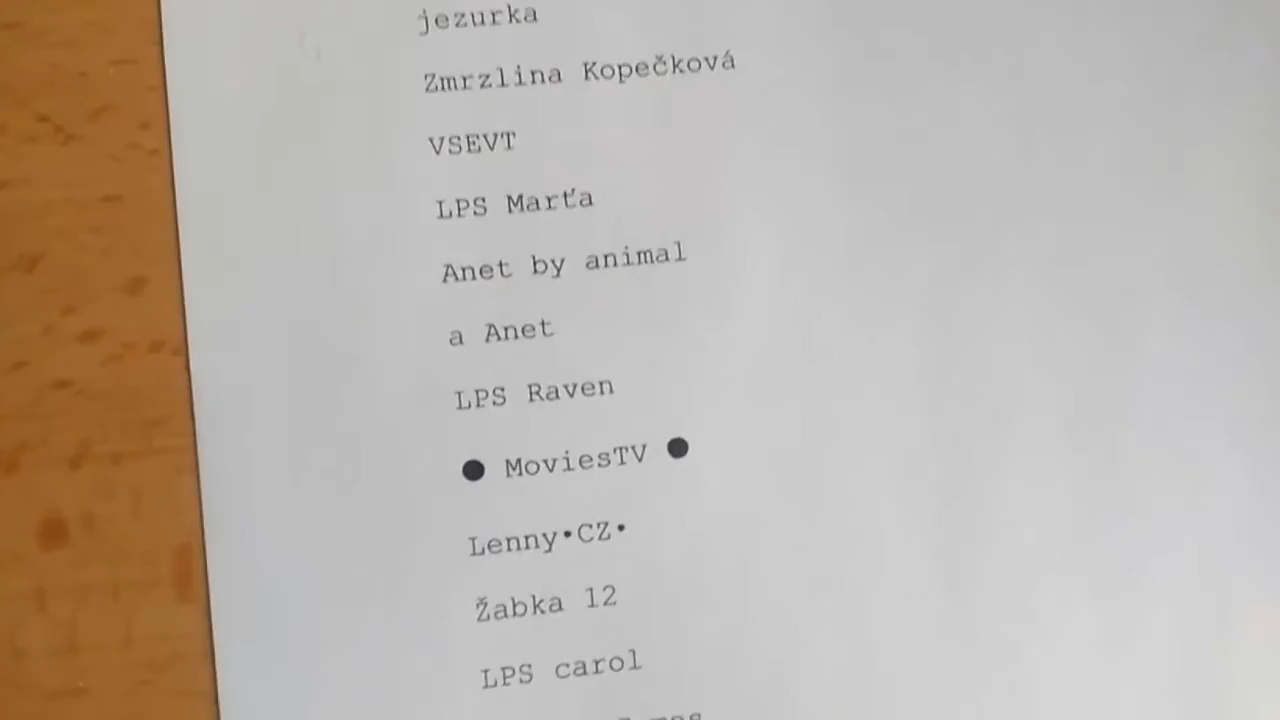 jezurka
Zmrzlina Kopečková
VSEVT
LPS Marťa
Anet by animal
a Anet
LPS Raven
● MoviesTV ●
Lenny•CZ•
Žabka 12
LPS carol